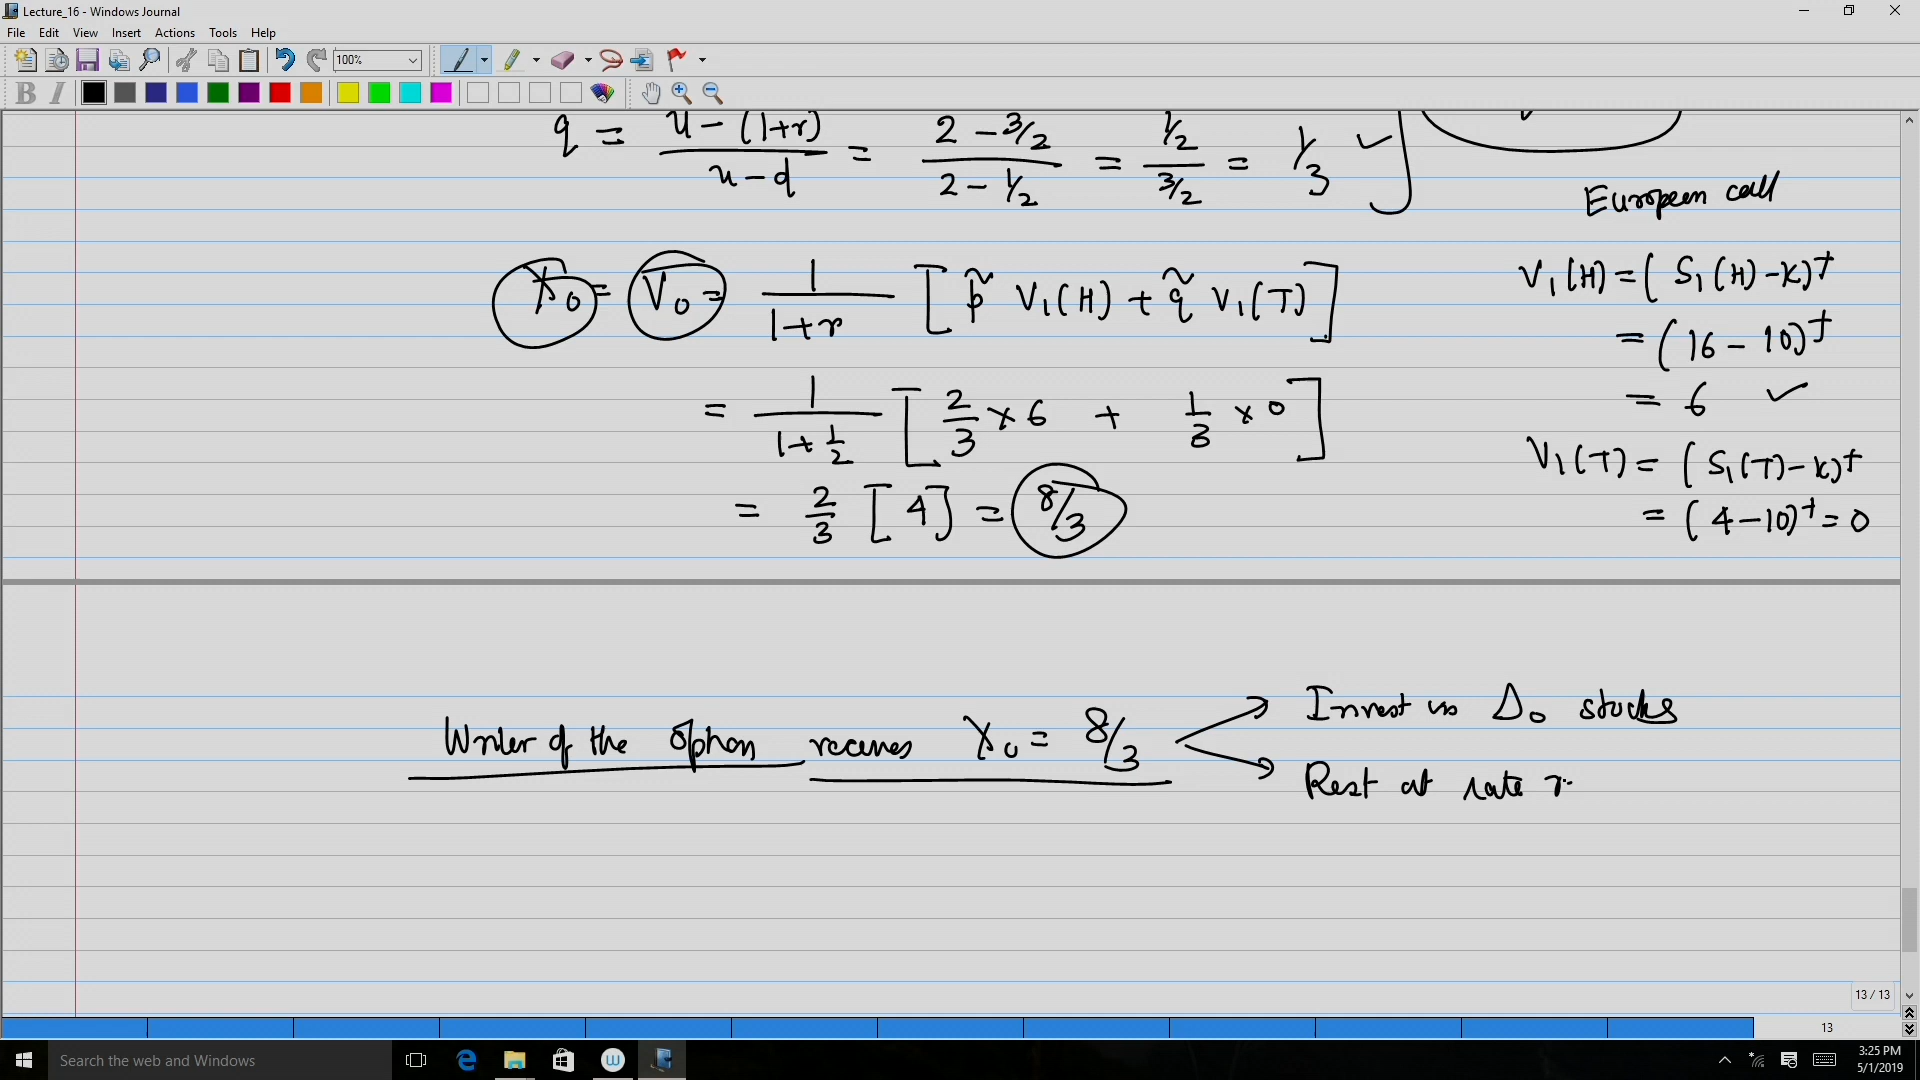 Lecture_16 - Windows Journal
File Edit View Insert Actions Tools Help
100%
B I
q = u - (1+r) / u - d = 2 - 3/2 / 2 - 1/2 = 1/2 / 3/2 = 1/3 ✓
European call
X₀ = V₀ = 1 / 1+r [ p̃ V₁(H) + q̃ V₁(T) ]
= 1 / 1 + 1/2 [ 2/3 × 6 + 1/3 × 0 ]
= 2/3 [ 4 ] = 8/3
V₁(H) = ( S₁(H) - K)⁺
= ( 16 - 10)⁺
= 6 ✓
V₁(T) = ( S₁(T) - K)⁺
= ( 4 - 10)⁺ = 0
Writer of the option receives X₀ = 8/3
Invest in Δ₀ stocks
Rest at rate r
13 / 13
13
Search the web and Windows
3:25 PM
5/1/2019